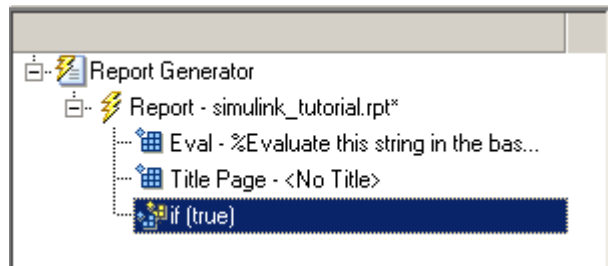 Report Generator
Report - simulink_tutorial.rpt*
Eval - %Evaluate this string in the bas...
Title Page - <No Title>
if (true)